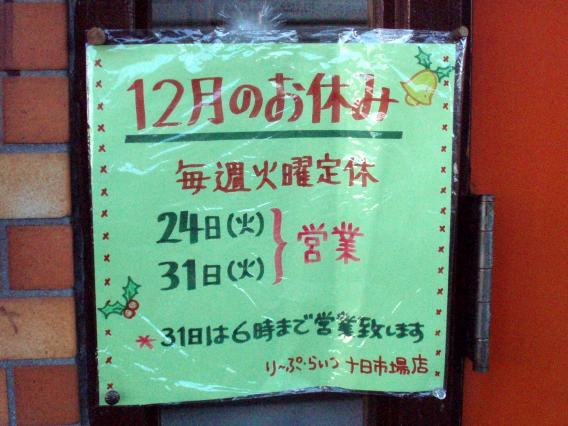 12月のお休み
毎週火曜定休
24日(火)
31日(火)
営業
*31日は6時まで営業致します
り〜ぷ・らいつ 十日市場店